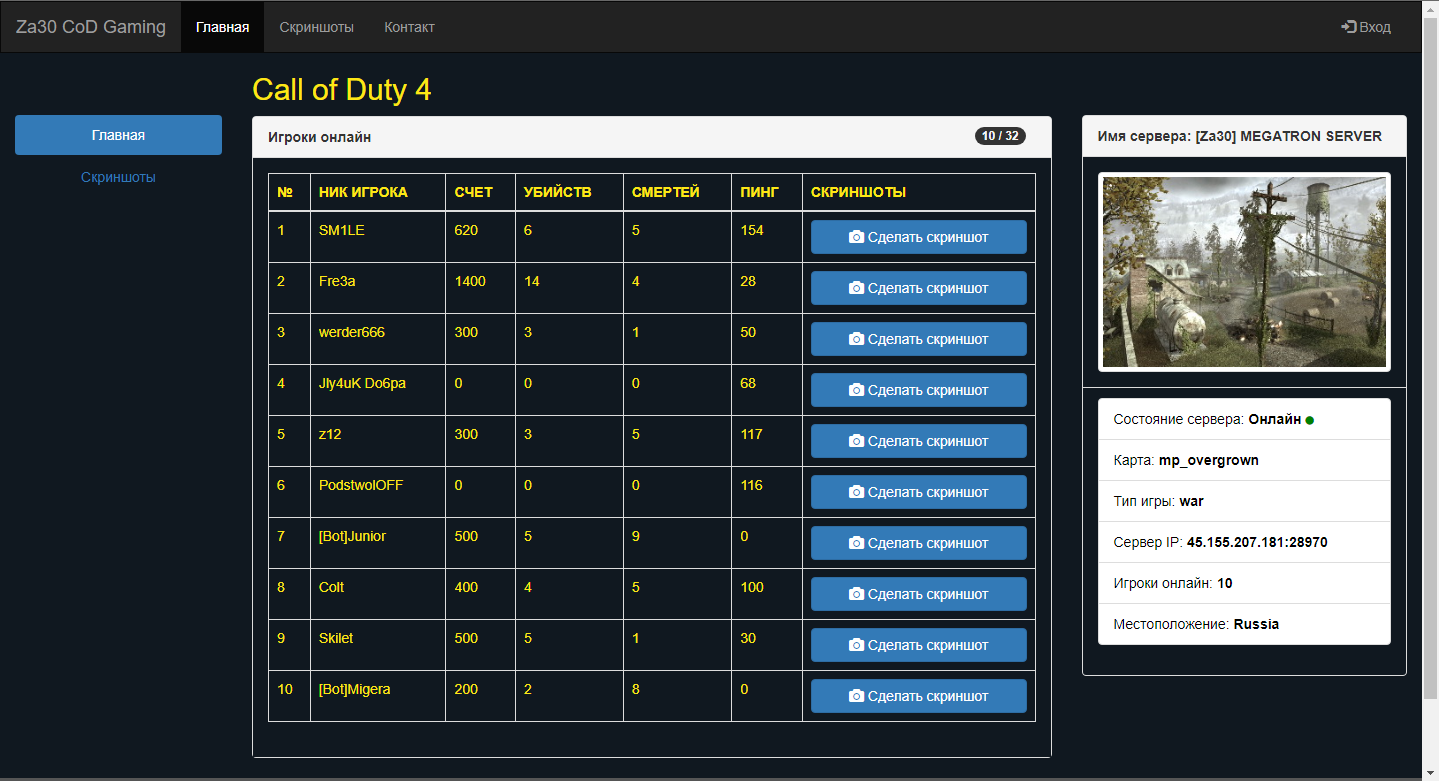 Za30 CoD Gaming Главная Скриншоты Контакт Вход
Call of Duty 4
Главная
Скриншоты
Игроки онлайн 10 / 32
№ НИК ИГРОКА СЧЕТ УБИЙСТВ СМЕРТЕЙ ПИНГ СКРИНШОТЫ
1 SM1LE 620 6 5 154 Сделать скриншот
2 Fre3a 1400 14 4 28 Сделать скриншот
3 werder666 300 3 1 50 Сделать скриншот
4 Jly4uK Do6pa 0 0 0 68 Сделать скриншот
5 z12 300 3 5 117 Сделать скриншот
6 PodstwolOFF 0 0 0 116 Сделать скриншот
7 [Bot]Junior 500 5 9 0 Сделать скриншот
8 Colt 400 4 5 100 Сделать скриншот
9 Skilet 500 5 1 30 Сделать скриншот
10 [Bot]Migera 200 2 8 0 Сделать скриншот
Имя сервера: [Za30] MEGATRON SERVER
Состояние сервера: Онлайн
Карта: mp_overgrown
Тип игры: war
Сервер IP: 45.155.207.181:28970
Игроки онлайн: 10
Местоположение: Russia